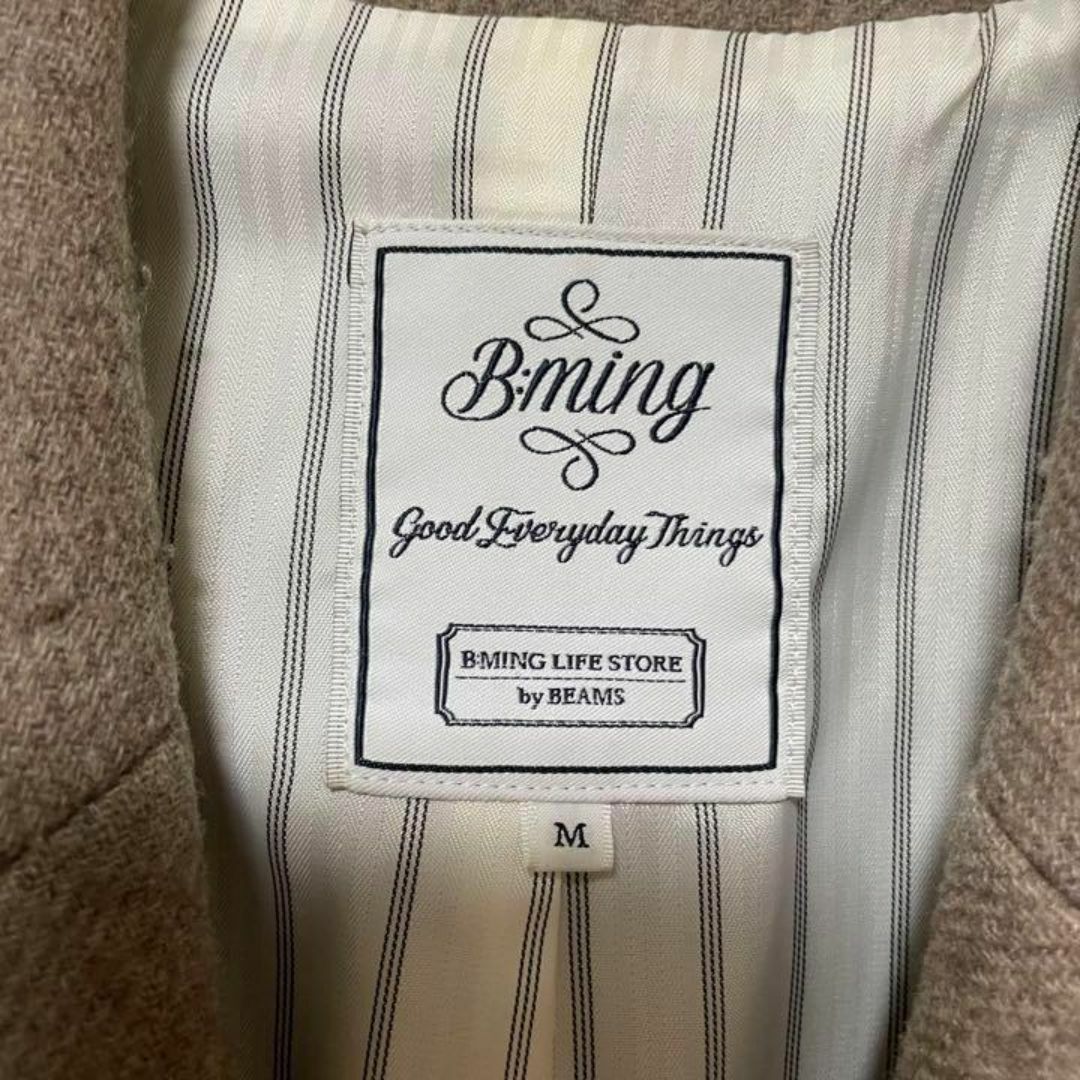 B:ming
Good Everyday Things
B:MING LIFE STORE
by BEAMS
M